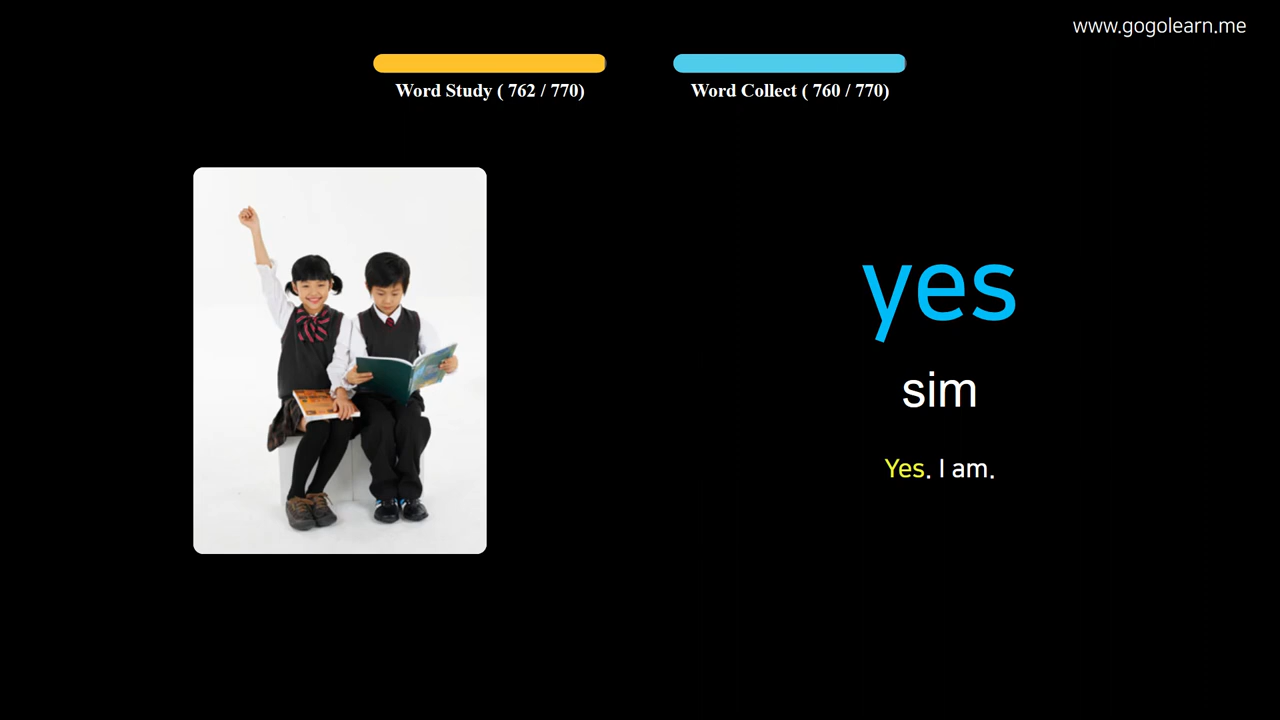 www.gogolearn.me
Word Study ( 762 / 770)
Word Collect ( 760 / 770)
yes
sim
Yes. I am.